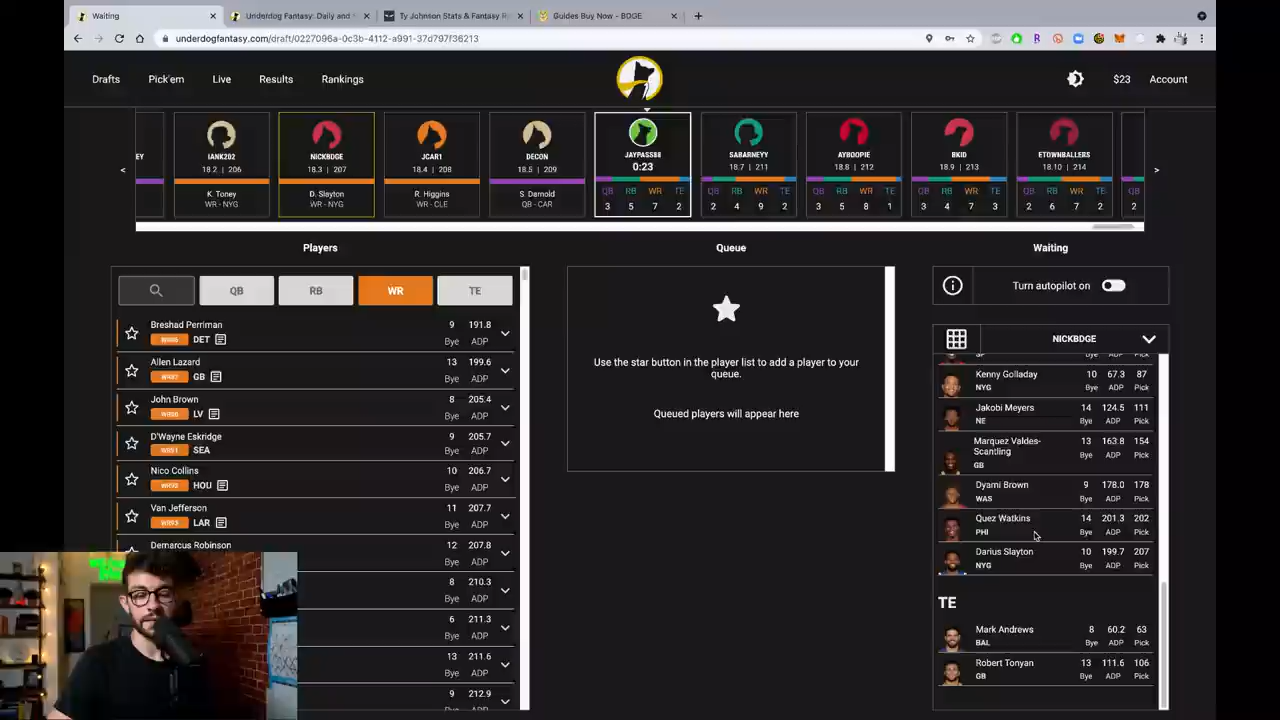 Waiting
Underdog Fantasy: Daily and
Ty Johnson Stats & Fantasy R
Guides Buy Now - BDGE
underdogfantasy.com/draft/0227096a-0c3b-4112-a991-37d797f36213
Drafts Pick'em Live Results Rankings
$23 Account
EY
IANK202
18.2 | 206
K. Toney
WR - NYG
NICKBDGE
18.3 | 207
D. Slayton
WR - NYG
JCAR1
18.4 | 208
R. Higgins
WR - CLE
DECON
18.5 | 209
S. Darnold
QB - CAR
JAYPASS88
0:23
QB RB WR TE
3 5 7 2
SABARNEYY
18.7 | 211
QB RB WR TE
2 4 9 2
AYBOOPIE
18.8 | 212
QB RB WR TE
3 5 8 1
BKID
18.9 | 213
QB RB WR TE
3 4 7 3
ETOWNBALLERS
18.10 | 214
QB RB WR TE
2 6 7 2
QB
2
Players
Queue
Waiting
QB RB WR TE
Breshad Perriman 9 191.8
DET Bye ADP
Allen Lazard 13 199.6
GB Bye ADP
John Brown 8 205.4
LV Bye ADP
D'Wayne Eskridge 9 205.7
SEA Bye ADP
Nico Collins 10 206.7
HOU Bye ADP
Van Jefferson 11 207.7
LAR Bye ADP
Demarcus Robinson 12 207.8
Bye ADP
8 210.3
Bye ADP
6 211.3
Bye ADP
13 211.6
Bye ADP
9 212.9
Use the star button in the player list to add a player to your
queue.
Queued players will appear here
Turn autopilot on
NICKBDGE
Bye ADP Pick
Kenny Golladay 10 67.3 87
NYG Bye ADP Pick
Jakobi Meyers 14 124.5 111
NE Bye ADP Pick
Marquez Valdes-
Scantling 13 163.8 154
GB Bye ADP Pick
Dyami Brown 9 178.0 178
WAS Bye ADP Pick
Quez Watkins 14 201.3 202
PHI Bye ADP Pick
Darius Slayton 10 199.7 207
NYG Bye ADP Pick
TE
Mark Andrews 8 60.2 63
BAL Bye ADP Pick
Robert Tonyan 13 111.6 106
GB Bye ADP Pick